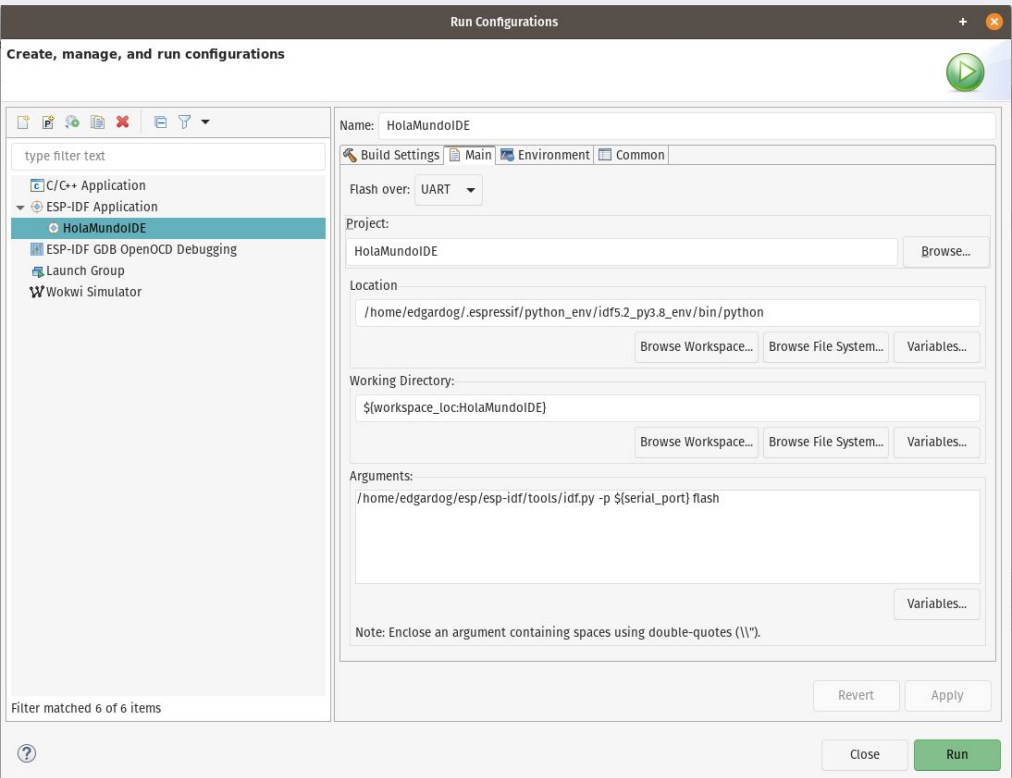 Run Configurations
Create, manage, and run configurations
type filter text
C/C++ Application
ESP-IDF Application
HolaMundoIDE
ESP-IDF GDB OpenOCD Debugging
Launch Group
Wokwi Simulator
Filter matched 6 of 6 items
Name: HolaMundoIDE
Build Settings Main Environment Common
Flash over: UART
Project:
HolaMundoIDE Browse...
Location
/home/edgardog/.espressif/python_env/idf5.2_py3.8_env/bin/python
Browse Workspace... Browse File System... Variables...
Working Directory:
${workspace_loc:HolaMundoIDE}
Browse Workspace... Browse File System... Variables...
Arguments:
/home/edgardog/esp/esp-idf/tools/idf.py -p ${serial_port} flash
Variables...
Note: Enclose an argument containing spaces using double-quotes (\\").
Revert Apply
Close Run